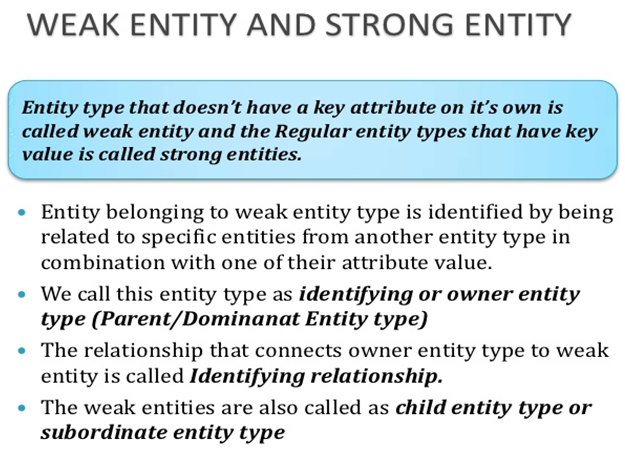 WEAK ENTITY AND STRONG ENTITY
Entity type that doesn't have a key attribute on it's own is
called weak entity and the Regular entity types that have key
value is called strong entities.
• Entity belonging to weak entity type is identified by being
related to specific entities from another entity type in
combination with one of their attribute value.
• We call this entity type as identifying or owner entity
type (Parent/Dominanat Entity type)
• The relationship that connects owner entity type to weak
entity is called Identifying relationship.
• The weak entities are also called as child entity type or
subordinate entity type